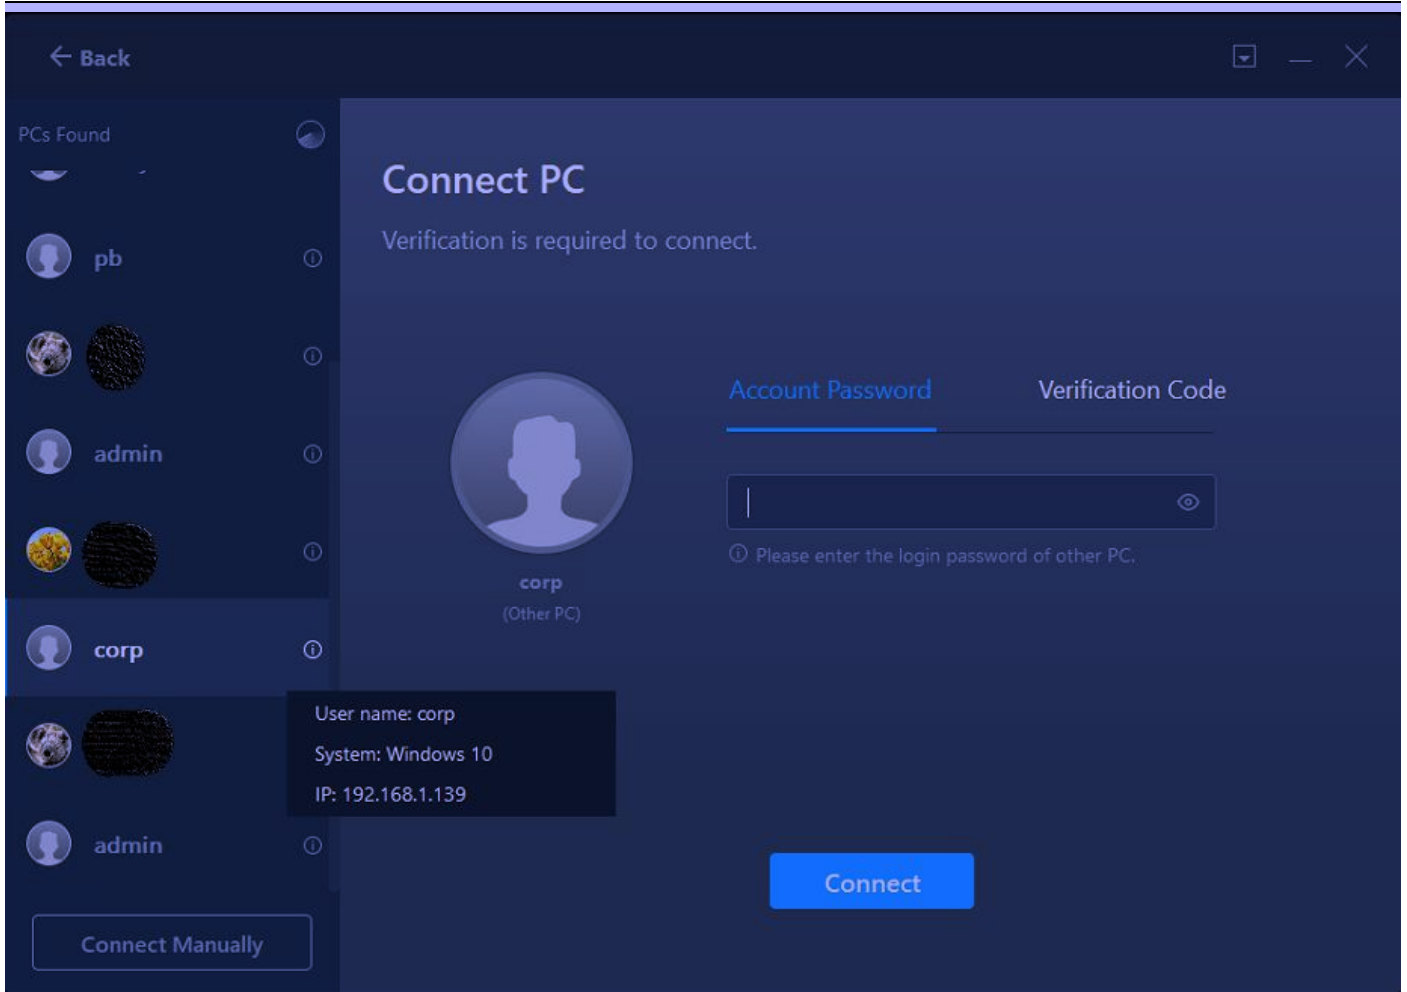 Back
PCs Found
pb
admin
corp
admin
Connect Manually
Connect PC
Verification is required to connect.
corp
(Other PC)
Account Password
Verification Code
Please enter the login password of other PC.
User name: corp
System: Windows 10
IP: 192.168.1.139
Connect